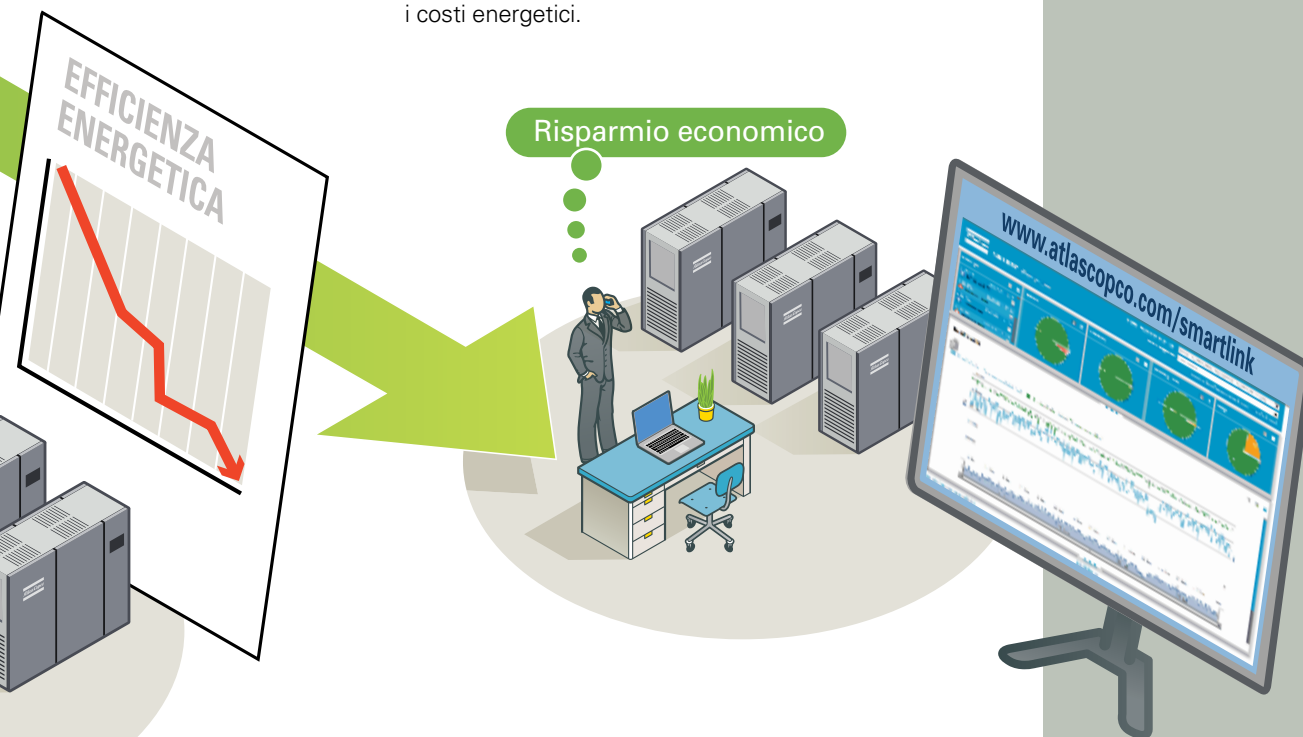 i costi energetici.
EFFICIENZA
ENERGETICA
Risparmio economico
www.atlascopco.com/smartlink